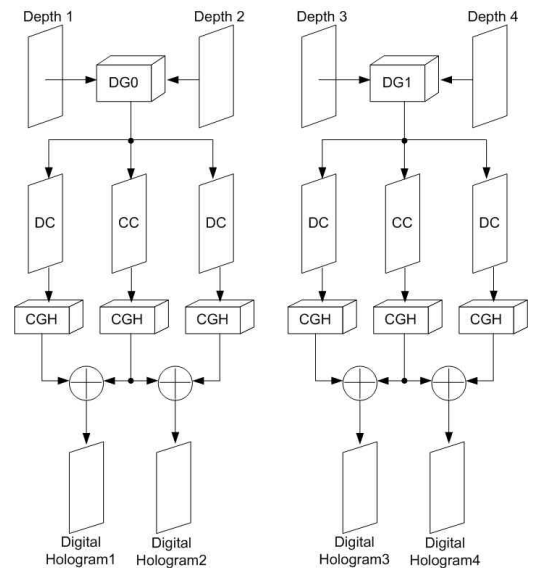 Depth 1
Depth 2
Depth 3
Depth 4
DG0
DG1
DC
CC
DC
DC
CC
DC
CGH
CGH
CGH
CGH
CGH
CGH
Digital
Hologram1
Digital
Hologram2
Digital
Hologram3
Digital
Hologram4